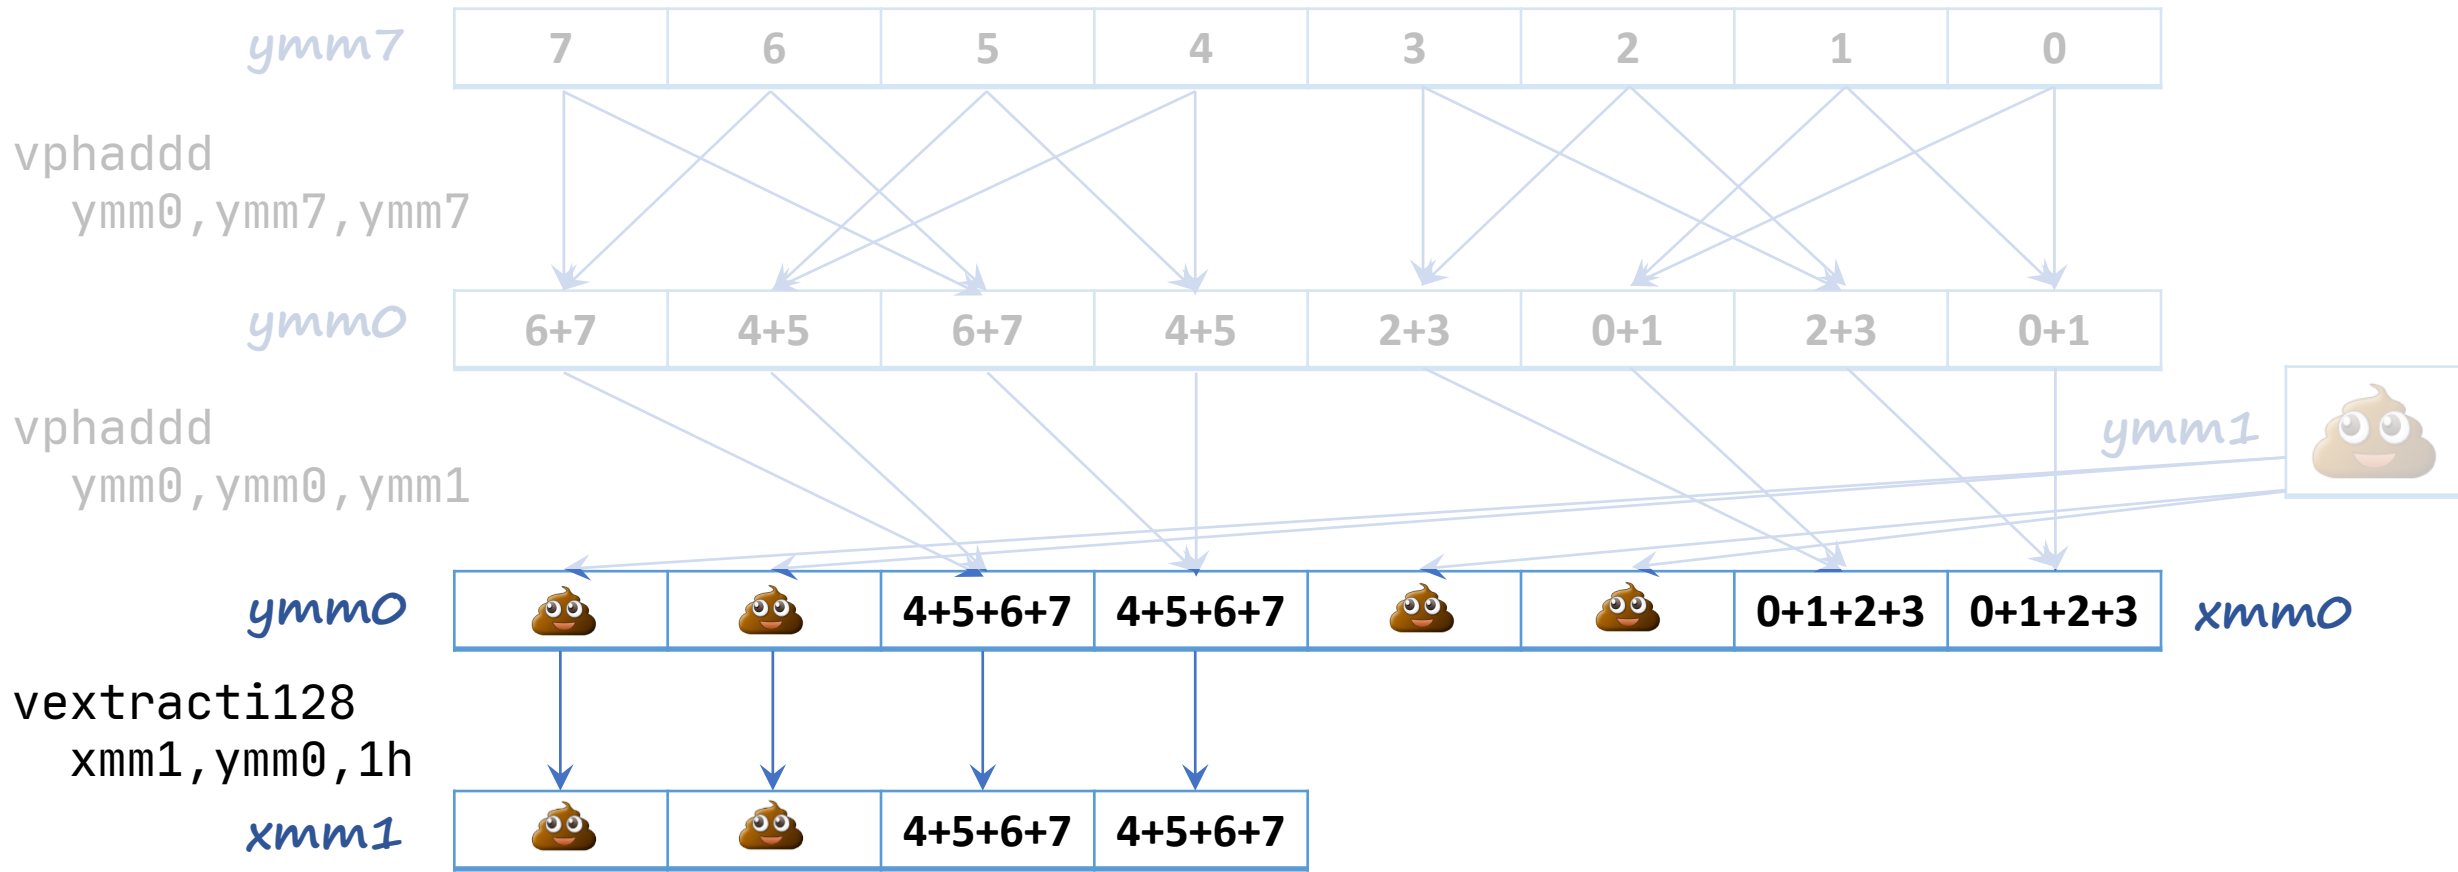 ymm7 7 6 5 4 3 2 1 0
vphaddd
ymm0,ymm7,ymm7
ymm0 6+7 4+5 6+7 4+5 2+3 0+1 2+3 0+1
vphaddd
ymm0,ymm0,ymm1
ymm1
ymm0 4+5+6+7 4+5+6+7 0+1+2+3 0+1+2+3 xmm0
vextracti128
xmm1,ymm0,1h
xmm1 4+5+6+7 4+5+6+7